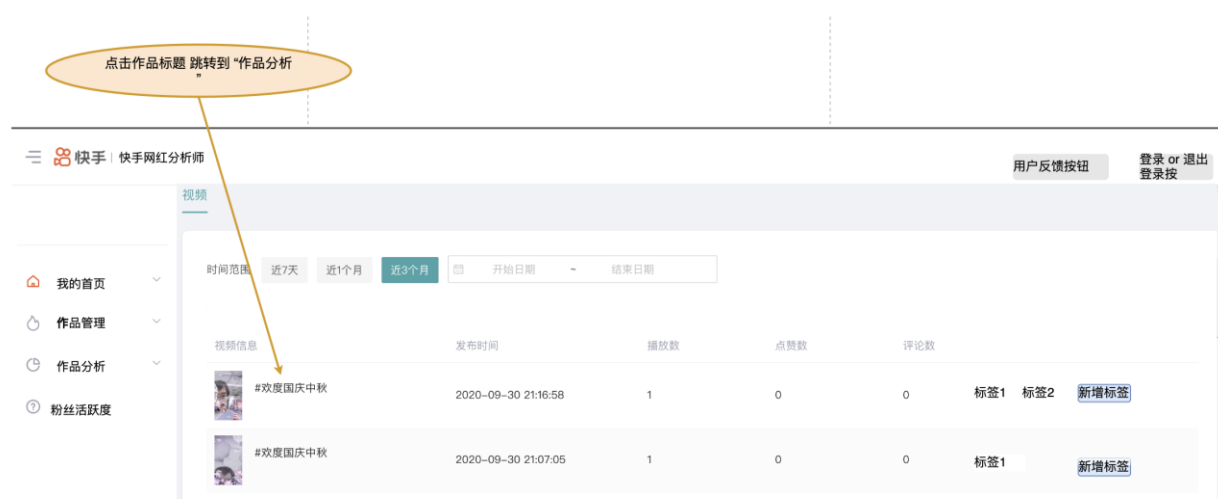 点击作品标题 跳转到 “作品分析
”
快手 快手网红分析师
用户反馈按钮
登录 or 退出
登录按
视频
时间范围 近7天 近1个月 近3个月 开始日期 ~ 结束日期
我的首页
作品管理
作品分析
粉丝活跃度
视频信息 发布时间 播放数 点赞数 评论数
#欢度国庆中秋 2020-09-30 21:16:58 1 0 0 标签1 标签2 新增标签
#欢度国庆中秋 2020-09-30 21:07:05 1 0 0 标签1 新增标签